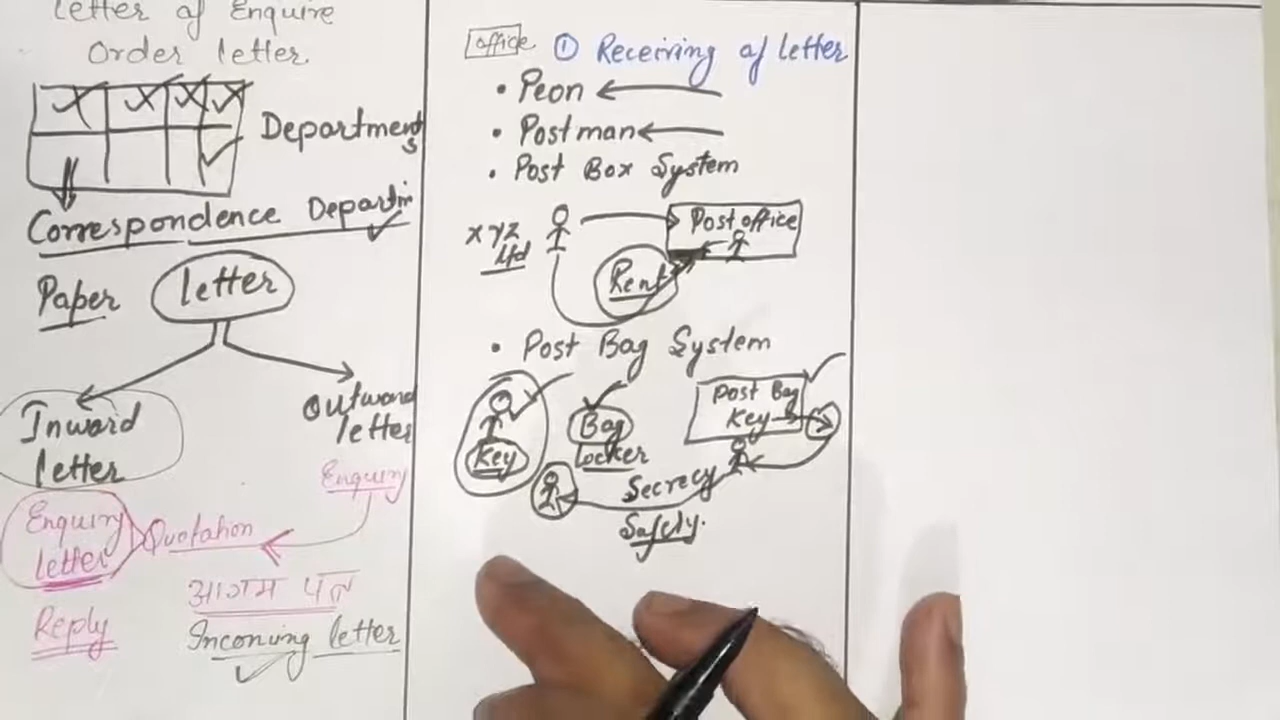 Letter of Enquire
Order letter.
Departments
Correspondence Departm
Paper
letter
Inward letter
Outward letter
Enquiry
Enquiry letter
Quotation
आगम पत्र
Reply
Incoming letter
Office
① Receiving of letter
• Peon
• Postman
• Post Box System
xyz Ltd
Post office
Rent
• Post Bag System
Key
Bag
Locker
Post Bag
Key
Secrecy
Safely.